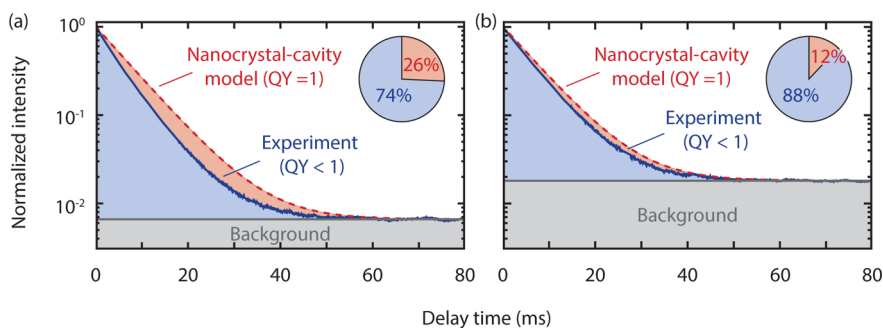 (a)
10⁰
10⁻¹
10⁻²
Normalized intensity
Nanocrystal-cavity
model (QY =1)
26%
74%
Experiment
(QY < 1)
Background
0 20 40 60 80
(b)
Nanocrystal-cavity
model (QY=1)
12%
88%
Experiment
(QY < 1)
Background
0 20 40 60 80
Delay time (ms)